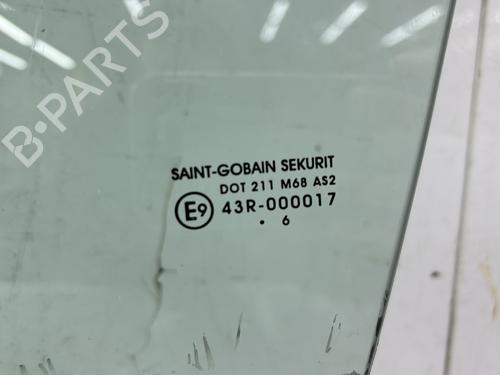 B-PARTS
SAINT-GOBAIN SEKURIT
DOT 211 M68 AS2
E9 43R-000017
. 6